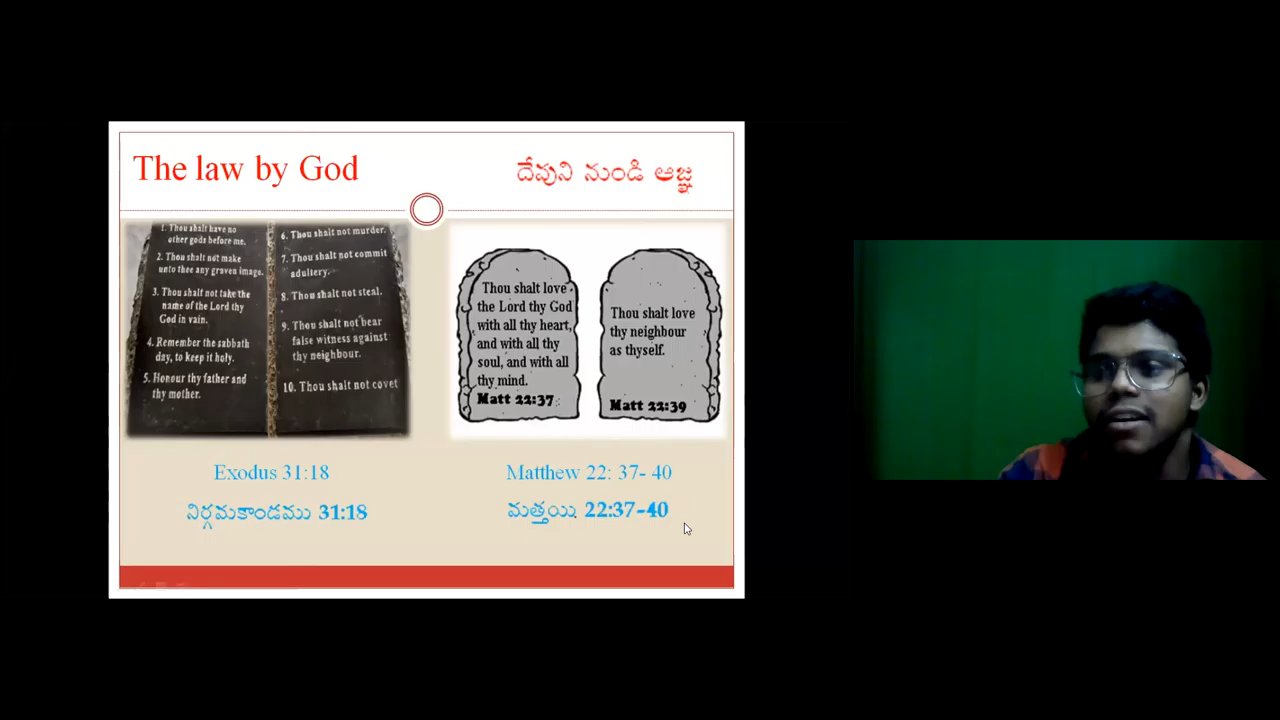 The law by God
దేవుని నుండి ఆజ్ఞ
1. Thou shalt have no
other gods before me.
2. Thou shalt not make
unto thee any graven image.
3. Thou shalt not take the
name of the Lord thy
God in vain.
4. Remember the sabbath
day, to keep it holy.
5. Honour thy father and
thy mother.
6. Thou shalt not murder.
7. Thou shalt not commit
adultery.
8. Thou shalt not steal.
9. Thou shalt not bear
false witness against
thy neighbour.
10. Thou shalt not covet
Thou shalt love
the Lord thy God
with all thy heart,
and with all thy
soul, and with all
thy mind.
Matt 22:37
Thou shalt love
thy neighbour
as thyself.
Matt 22:39
Exodus 31:18
నిర్గమకాండము 31:18
Matthew 22: 37- 40
మత్తయి 22:37-40